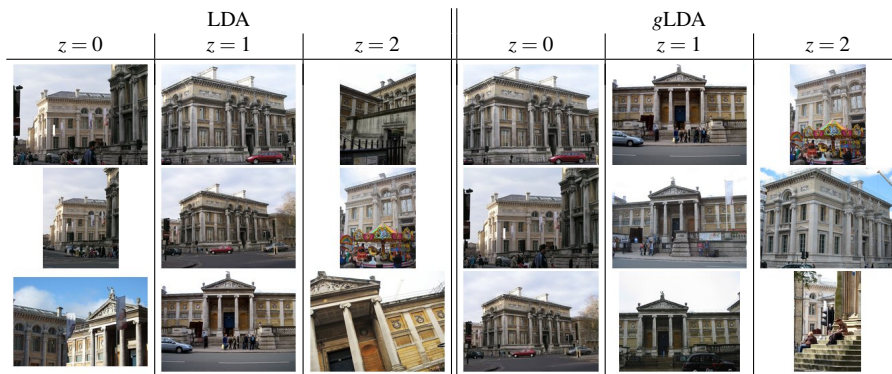 LDA gLDA
z = 0 z = 1 z = 2 z = 0 z = 1 z = 2